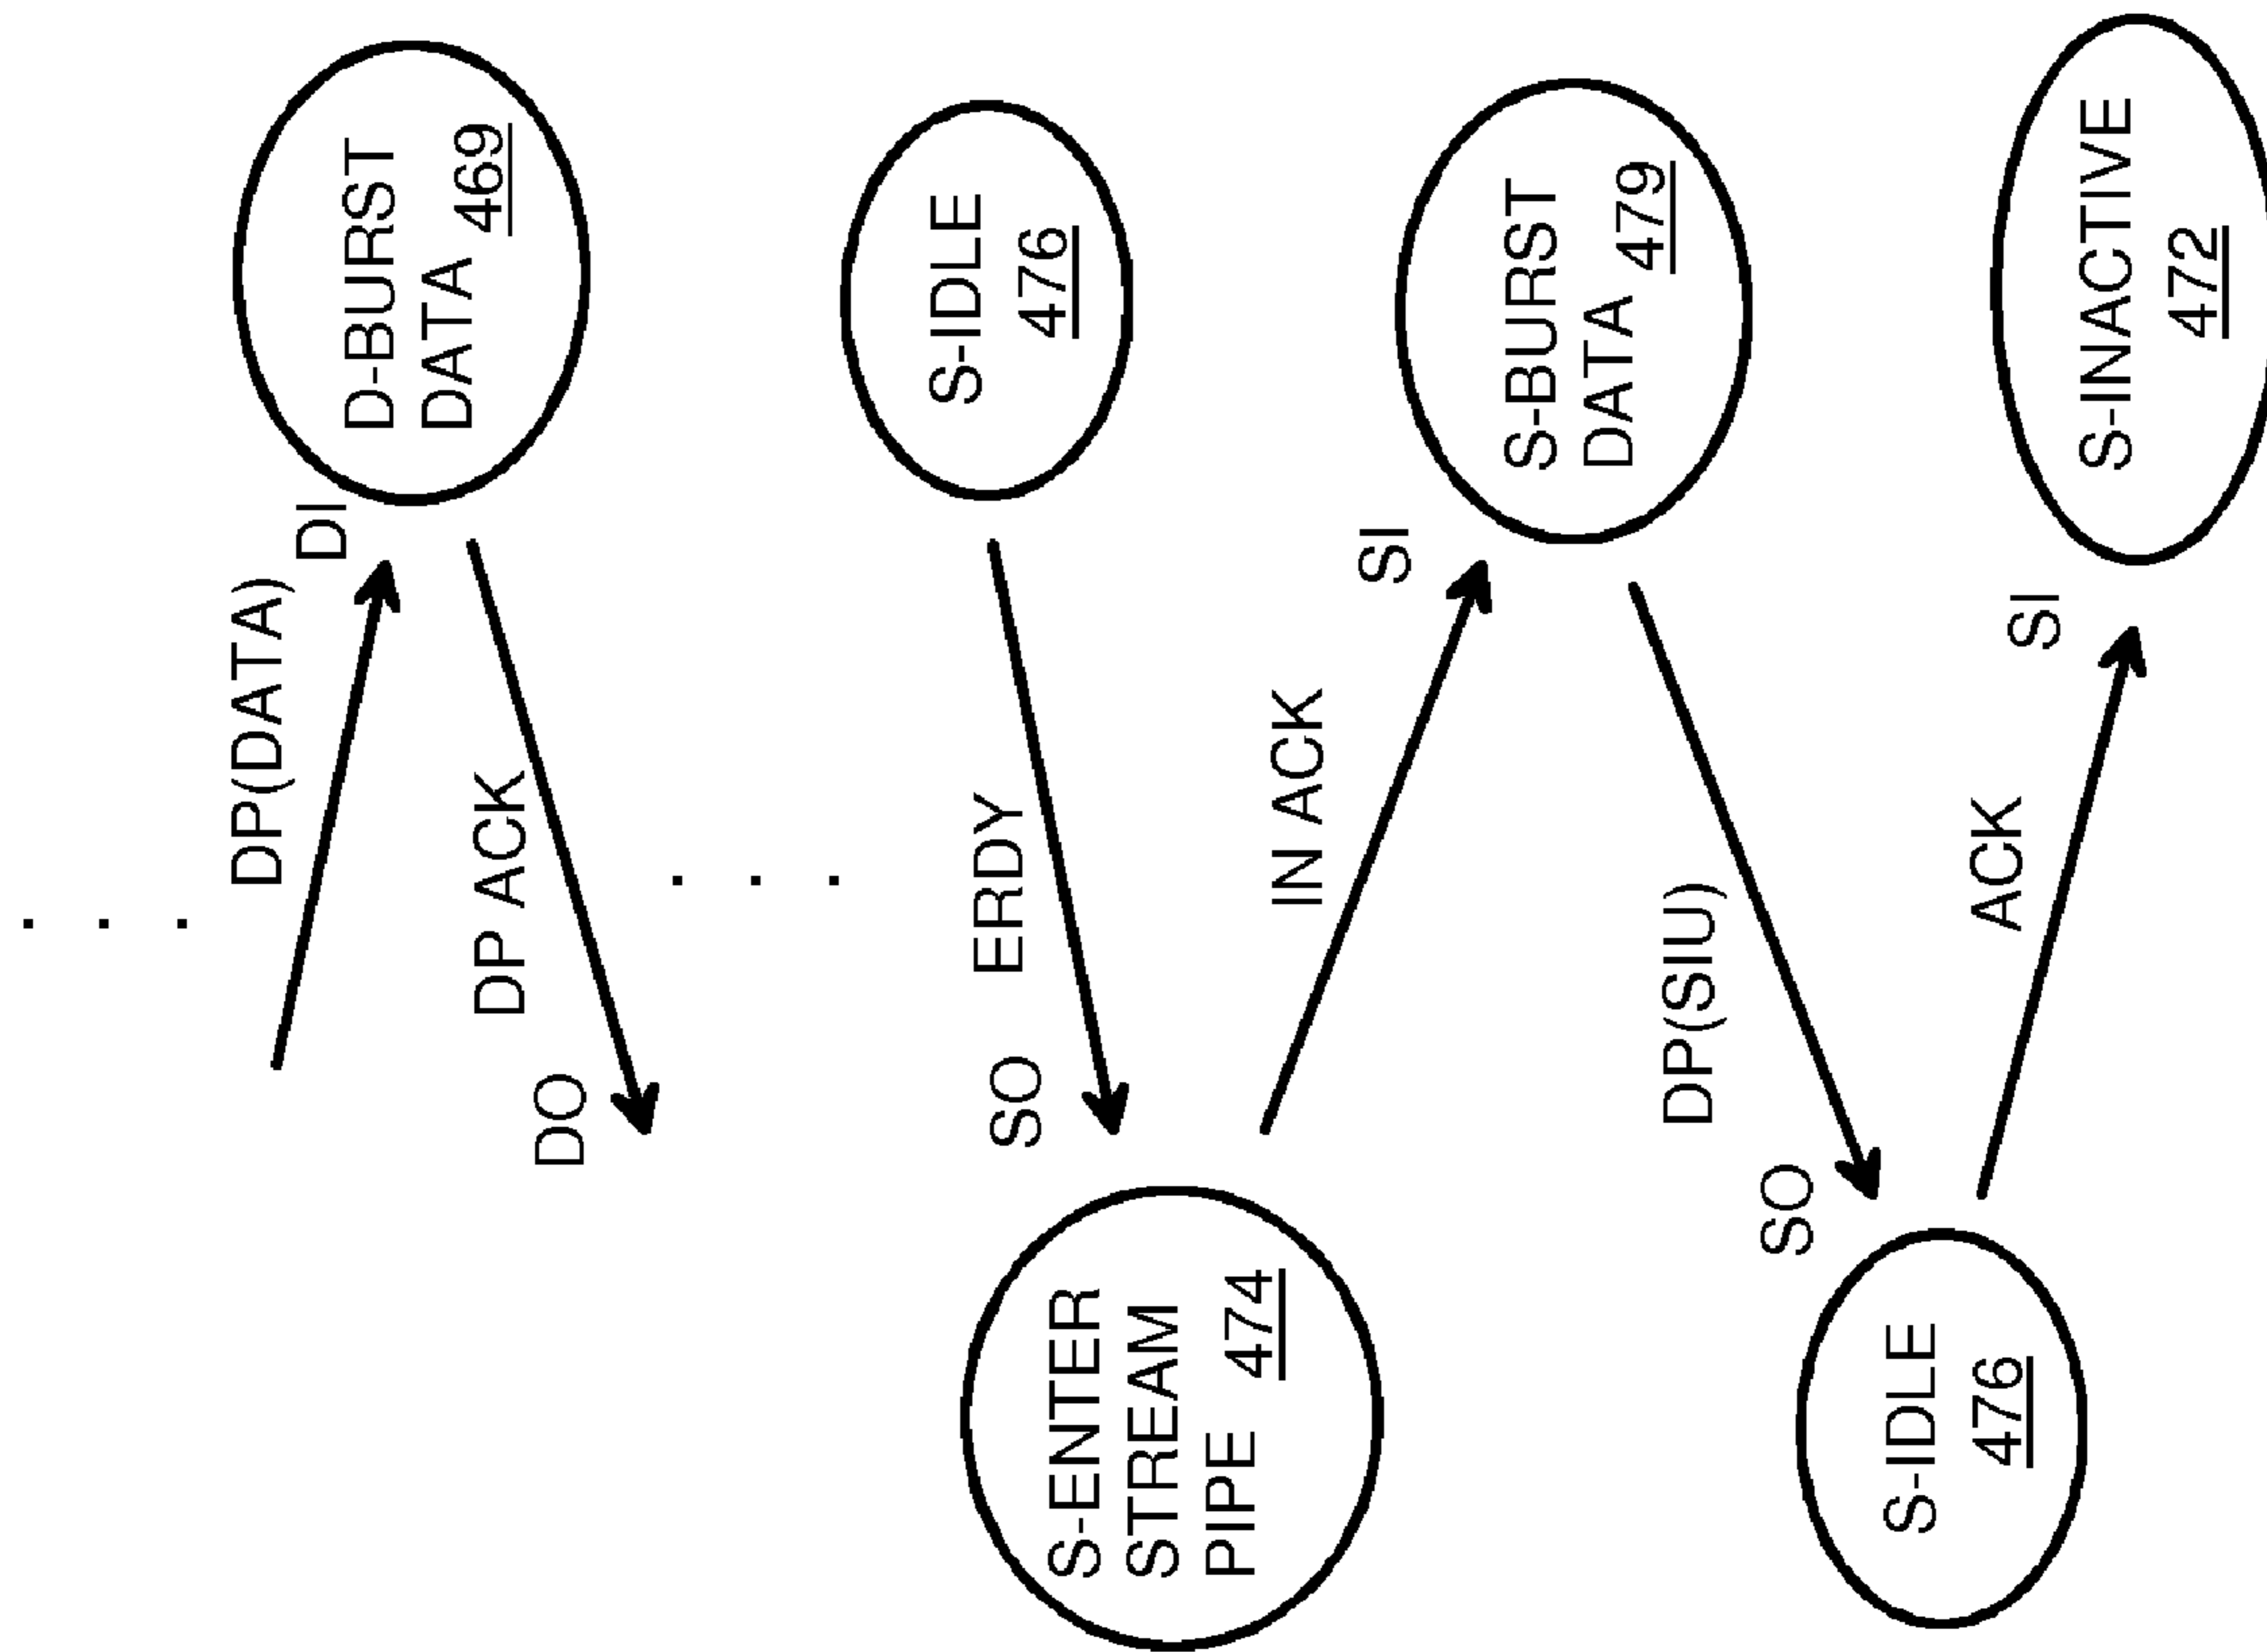 DP(DATA)
DI
D-BURST
DATA 469
DP ACK
DO
S-IDLE
476
ERDY
SO
S-ENTER
STREAM
PIPE 474
IN ACK
SI
S-BURST
DATA 479
DP(SIU)
SO
S-IDLE
476
ACK
SI
S-INACTIVE
472